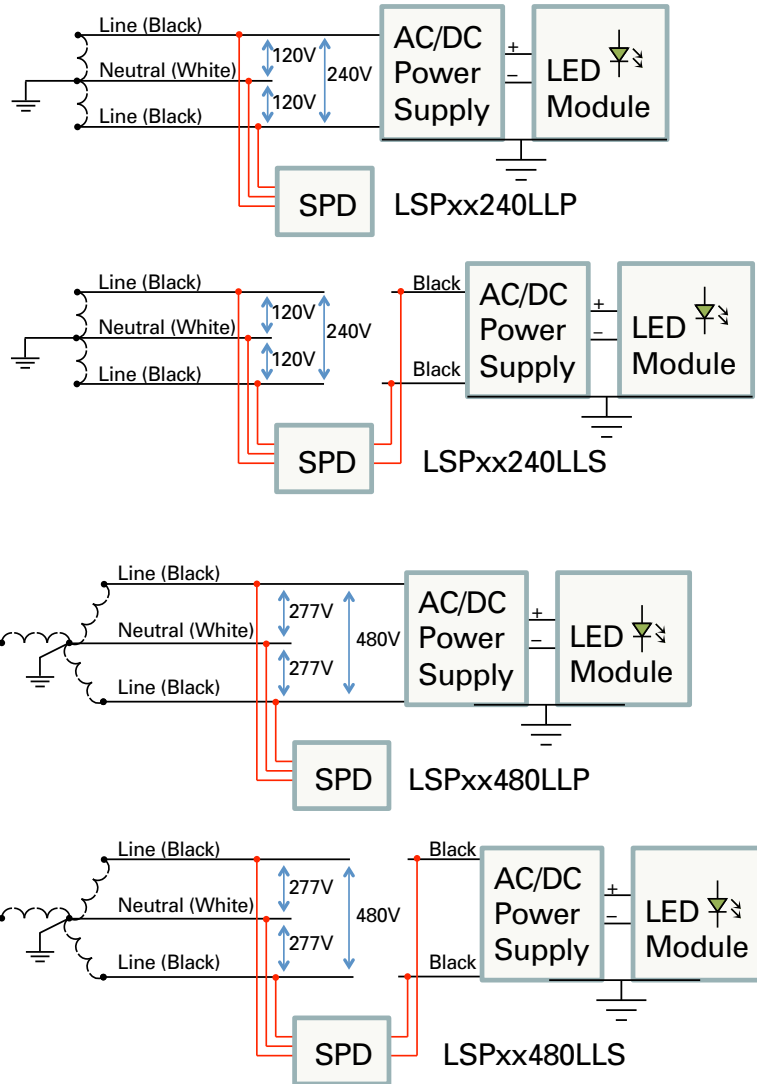 Line (Black)
Neutral (White)
Line (Black)
120V
120V
240V
AC/DC
Power
Supply
+
–
LED
Module
SPD
LSPxx240LLP
Line (Black)
Neutral (White)
Line (Black)
120V
120V
240V
Black
Black
AC/DC
Power
Supply
+
–
LED
Module
SPD
LSPxx240LLS
Line (Black)
Neutral (White)
Line (Black)
277V
277V
480V
AC/DC
Power
Supply
+
–
LED
Module
SPD
LSPxx480LLP
Line (Black)
Neutral (White)
Line (Black)
277V
277V
480V
Black
Black
AC/DC
Power
Supply
+
–
LED
Module
SPD
LSPxx480LLS